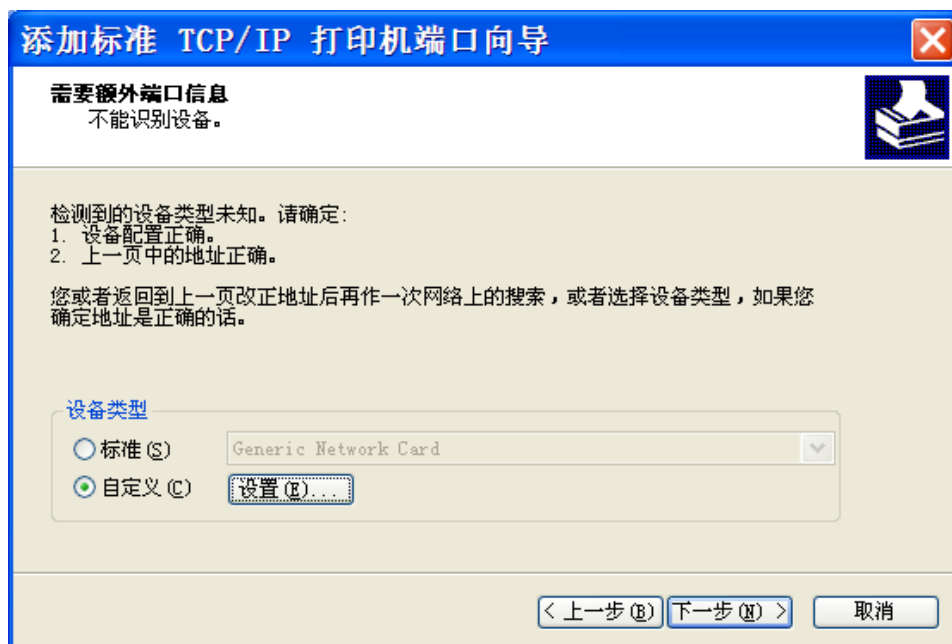 添加标准 TCP/IP 打印机端口向导
需要额外端口信息
不能识别设备。
检测到的设备类型未知。请确定:
1. 设备配置正确。
2. 上一页中的地址正确。
您或者返回到上一页改正地址后再作一次网络上的搜索，或者选择设备类型，如果您
确定地址是正确的话。
设备类型
标准(S) Generic Network Card
自定义(C) 设置(E)...
< 上一步(B) 下一步(N) > 取消